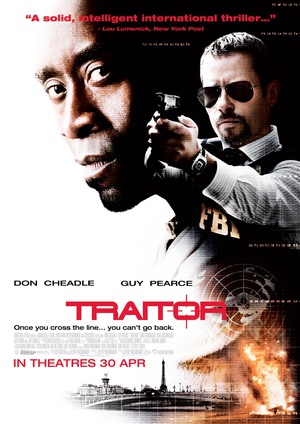 "A solid, intelligent international thriller..."
- Lou Lumenick, New York Post
FBI
DON CHEADLE GUY PEARCE
TRAITOR
Once you cross the line... you can't go back.
IN THEATRES 30 APR